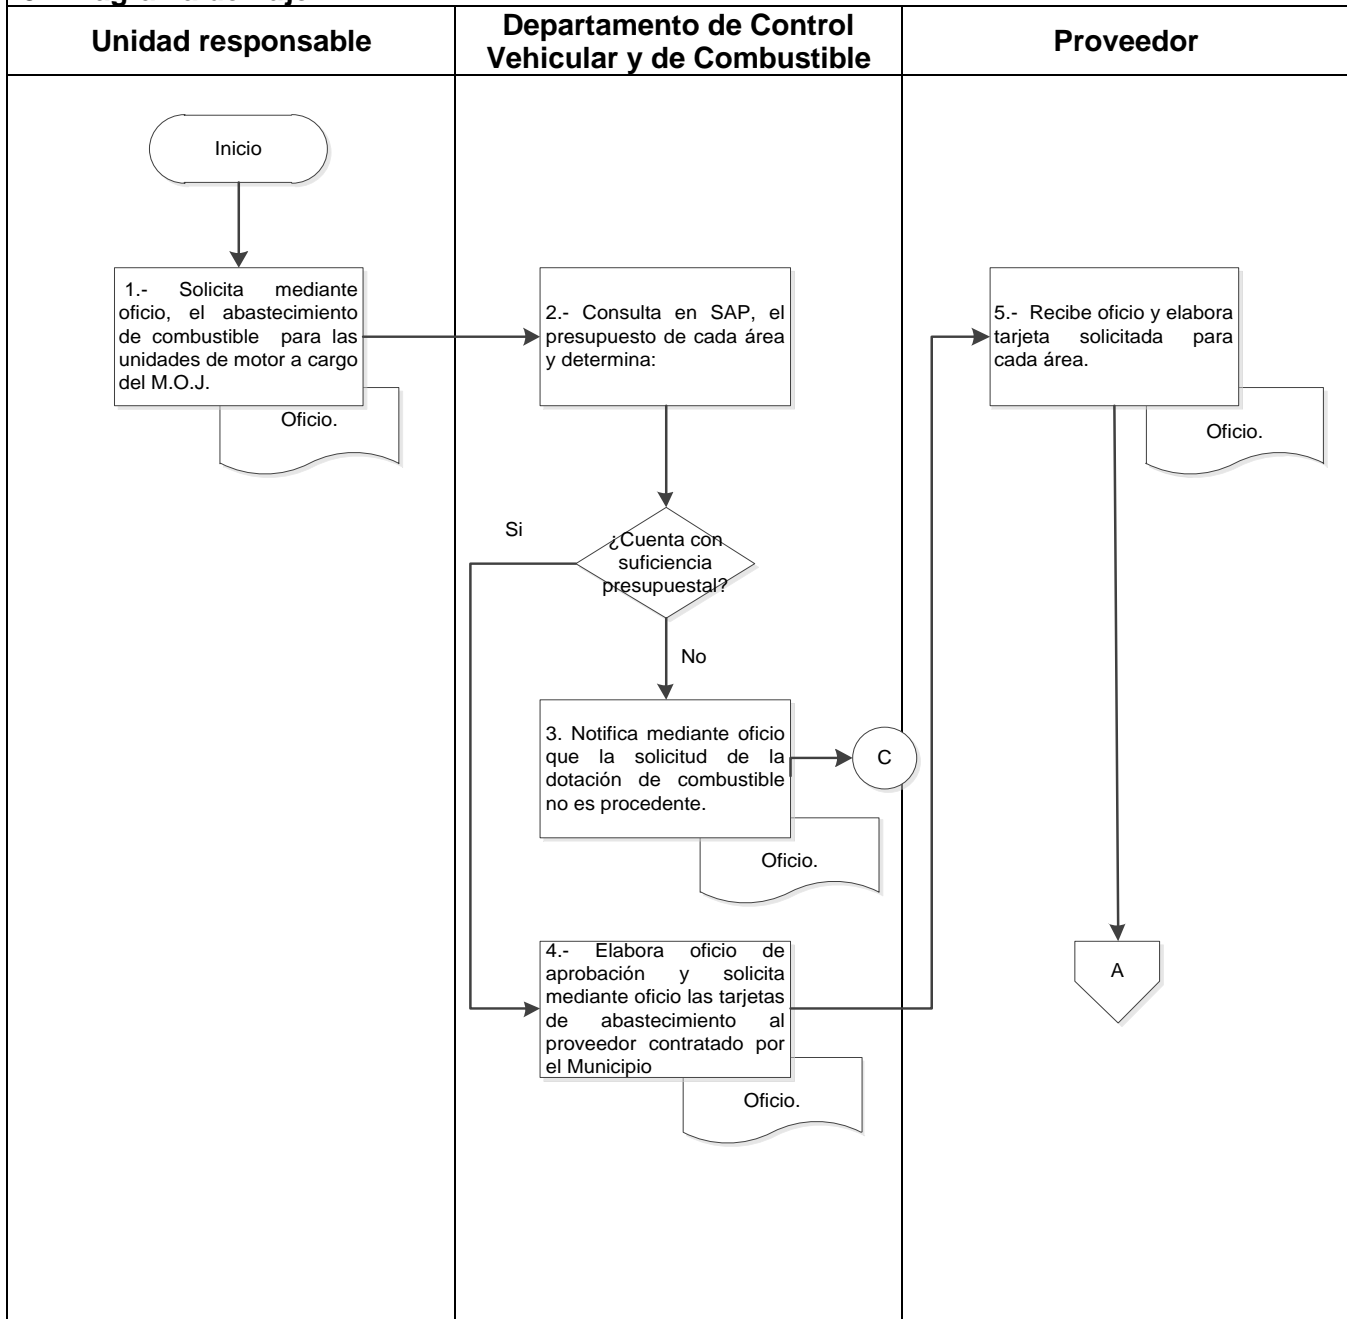 Unidad responsable
Departamento de Control
Vehicular y de Combustible
Proveedor
Inicio
1.- Solicita mediante
oficio, el abastecimiento
de combustible para las
unidades de motor a cargo
del M.O.J.
Oficio.
2.- Consulta en SAP, el
presupuesto de cada área
y determina:
5.- Recibe oficio y elabora
tarjeta solicitada para
cada área.
Oficio.
Si
¿Cuenta con
suficiencia
presupuestal?
No
3. Notifica mediante oficio
que la solicitud de la
dotación de combustible
no es procedente.
C
Oficio.
4.- Elabora oficio de
aprobación y solicita
mediante oficio las tarjetas
de abastecimiento al
proveedor contratado por
el Municipio
Oficio.
A